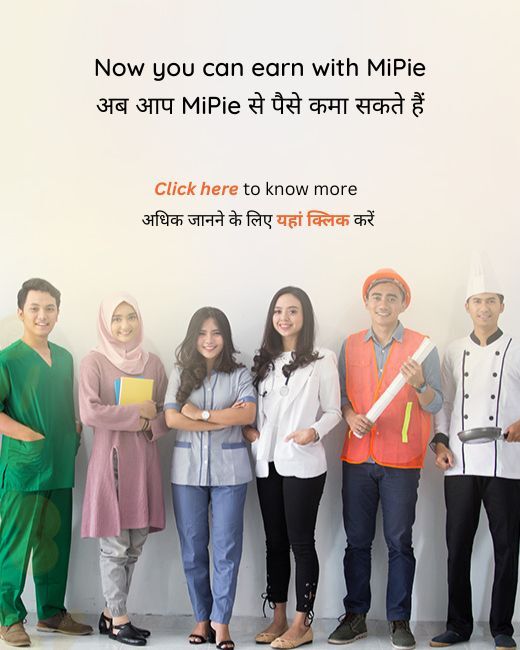 Now you can earn with MiPie
अब आप MiPie से पैसे कमा सकते हैं
Click here to know more
अधिक जानने के लिए यहां क्लिक करें